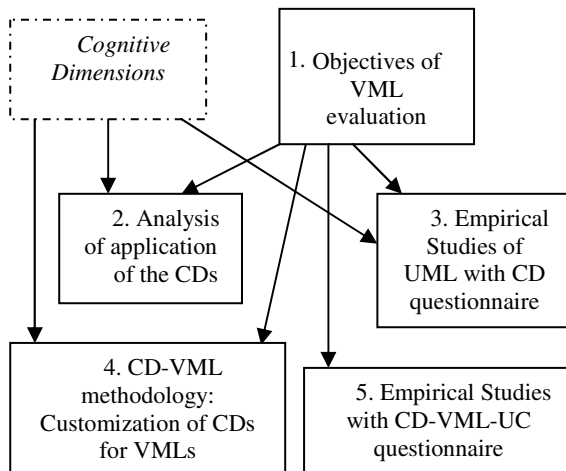 Cognitive
Dimensions
1. Objectives of
VML
evaluation
2. Analysis
of application
of the CDs
3. Empirical
Studies of
UML with CD
questionnaire
4. CD-VML
methodology:
Customization of CDs
for VMLs
5. Empirical Studies
with CD-VML-UC
questionnaire